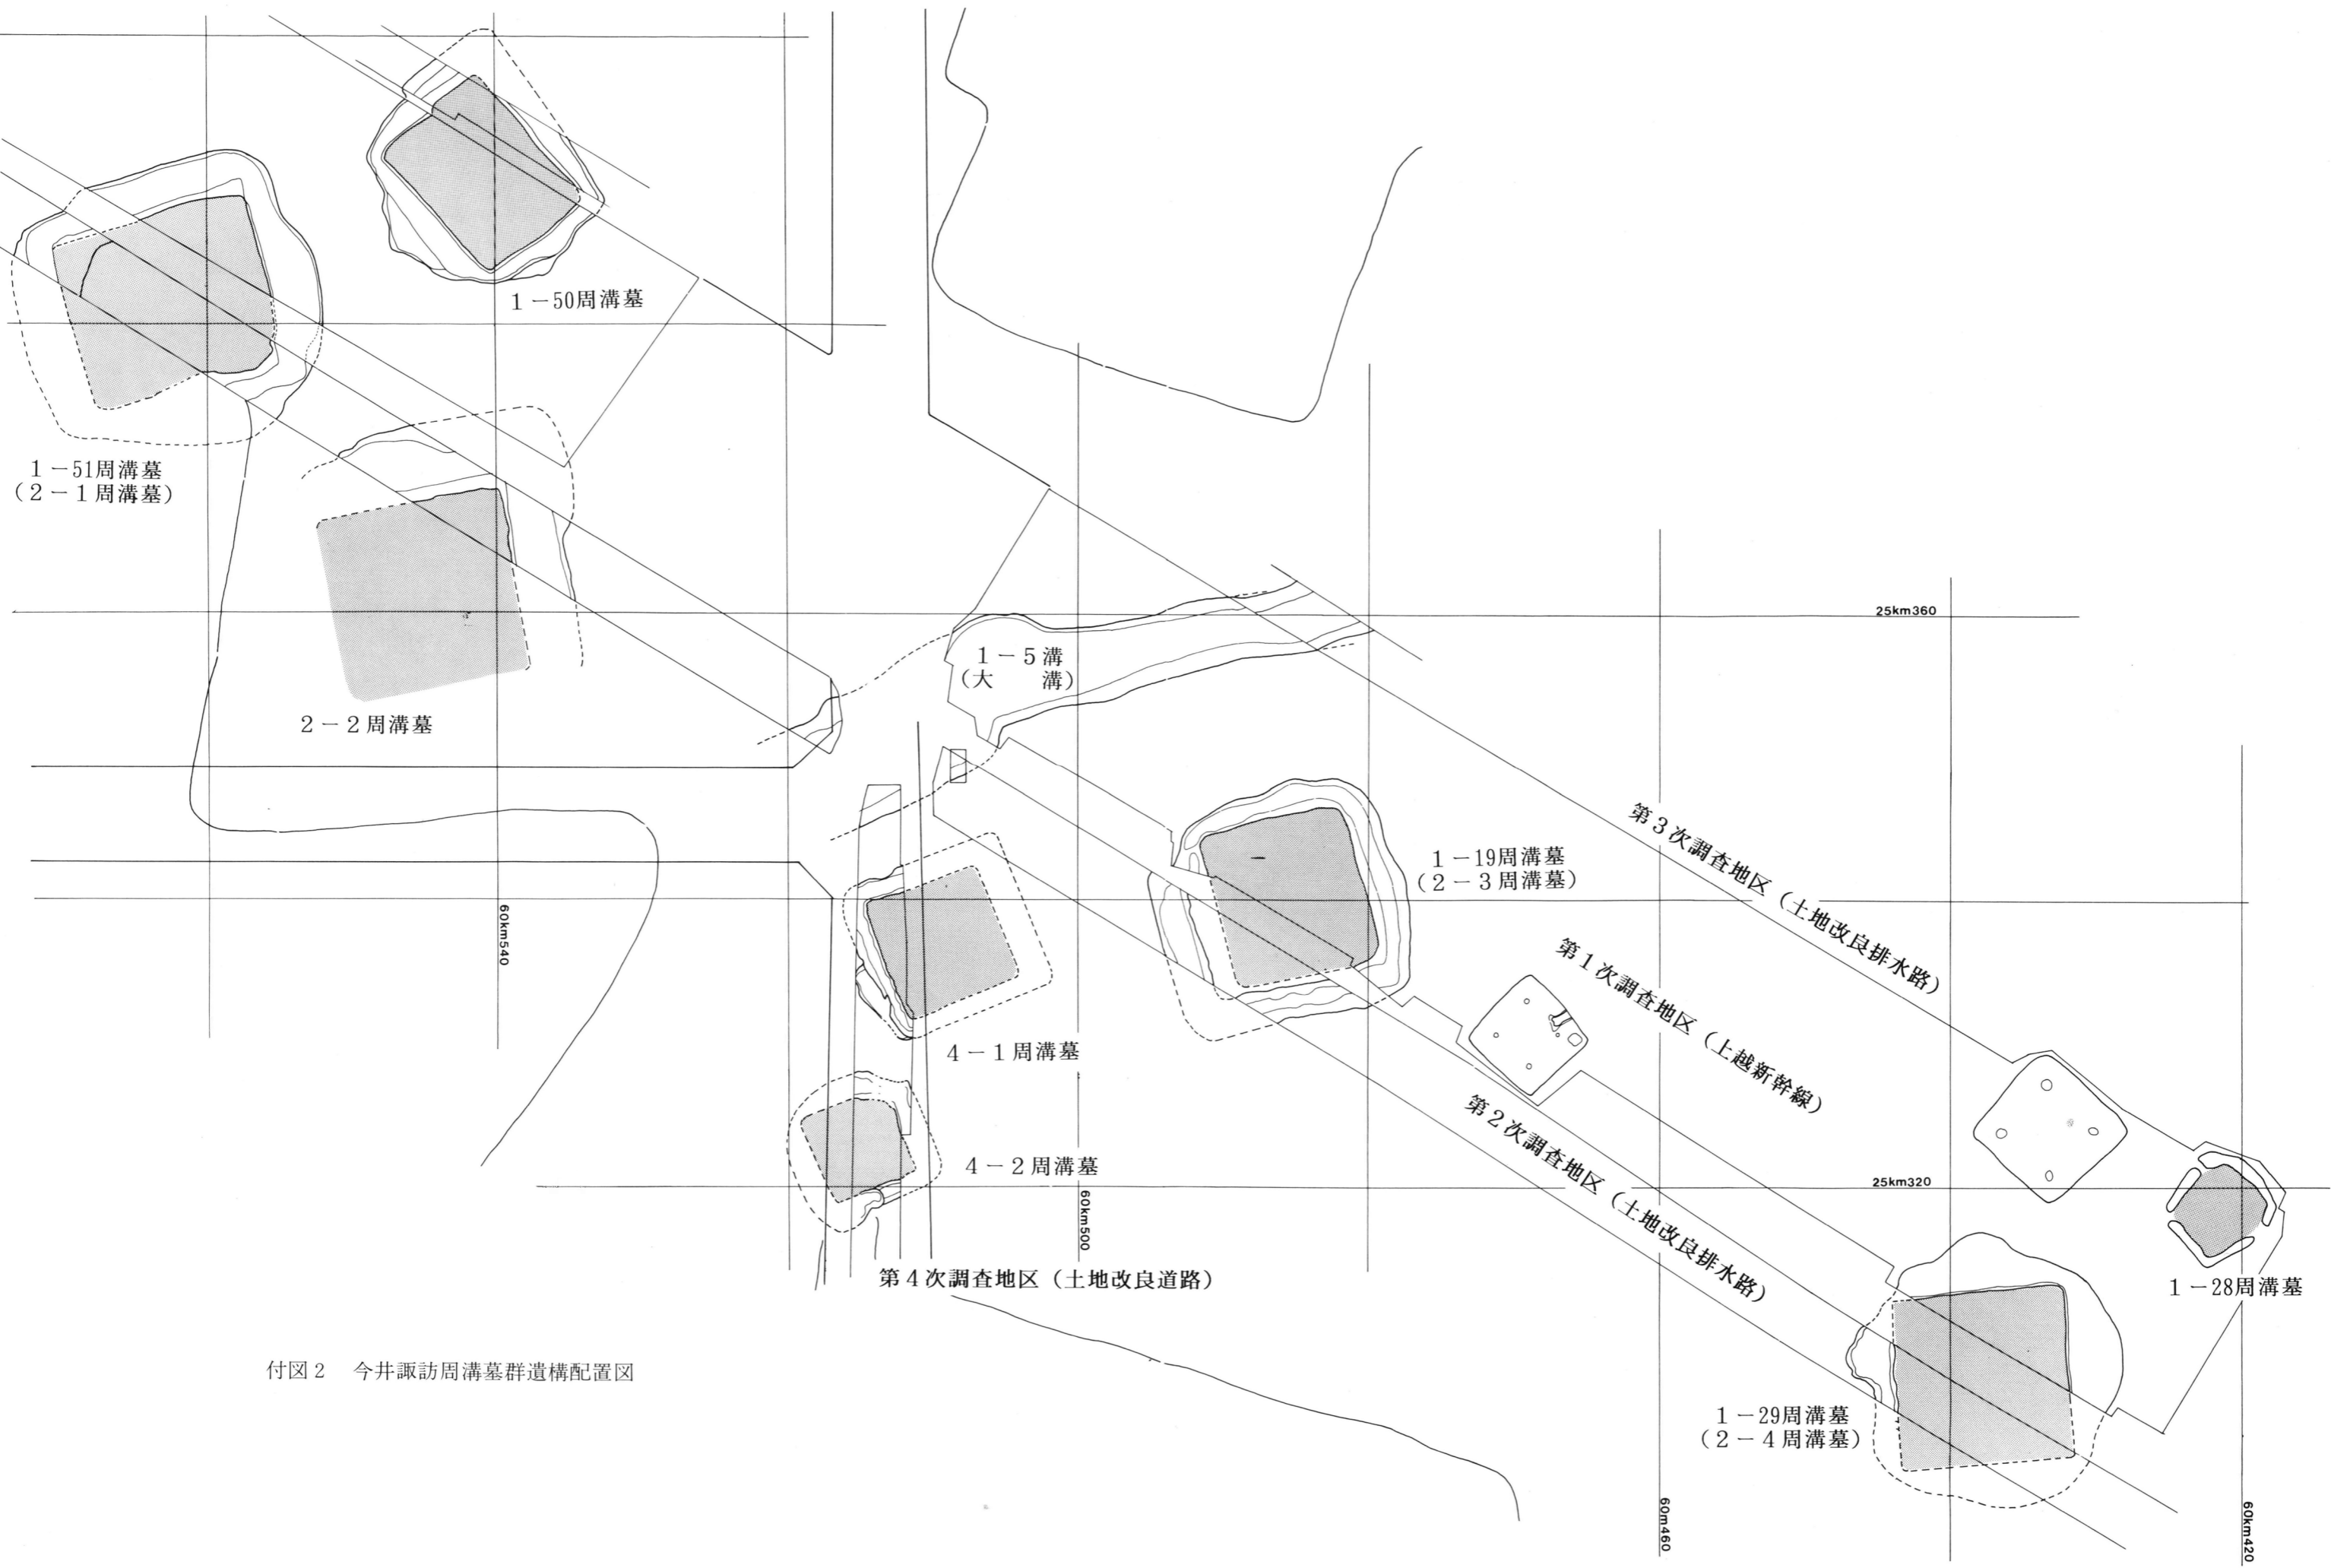 1－50周溝墓
1－51周溝墓
(2－1周溝墓)
2－2周溝墓
1－5溝
(大　溝)
25km360
第3次調査地区（土地改良排水路）
1－19周溝墓
(2－3周溝墓)
60km540
第1次調査地区（上越新幹線）
4－1周溝墓
第2次調査地区（土地改良排水路）
4－2周溝墓
25km320
60km500
第4次調査地区（土地改良道路）
1－28周溝墓
付図2　今井諏訪周溝墓群遺構配置図
1－29周溝墓
(2－4周溝墓)
60m460
60km420